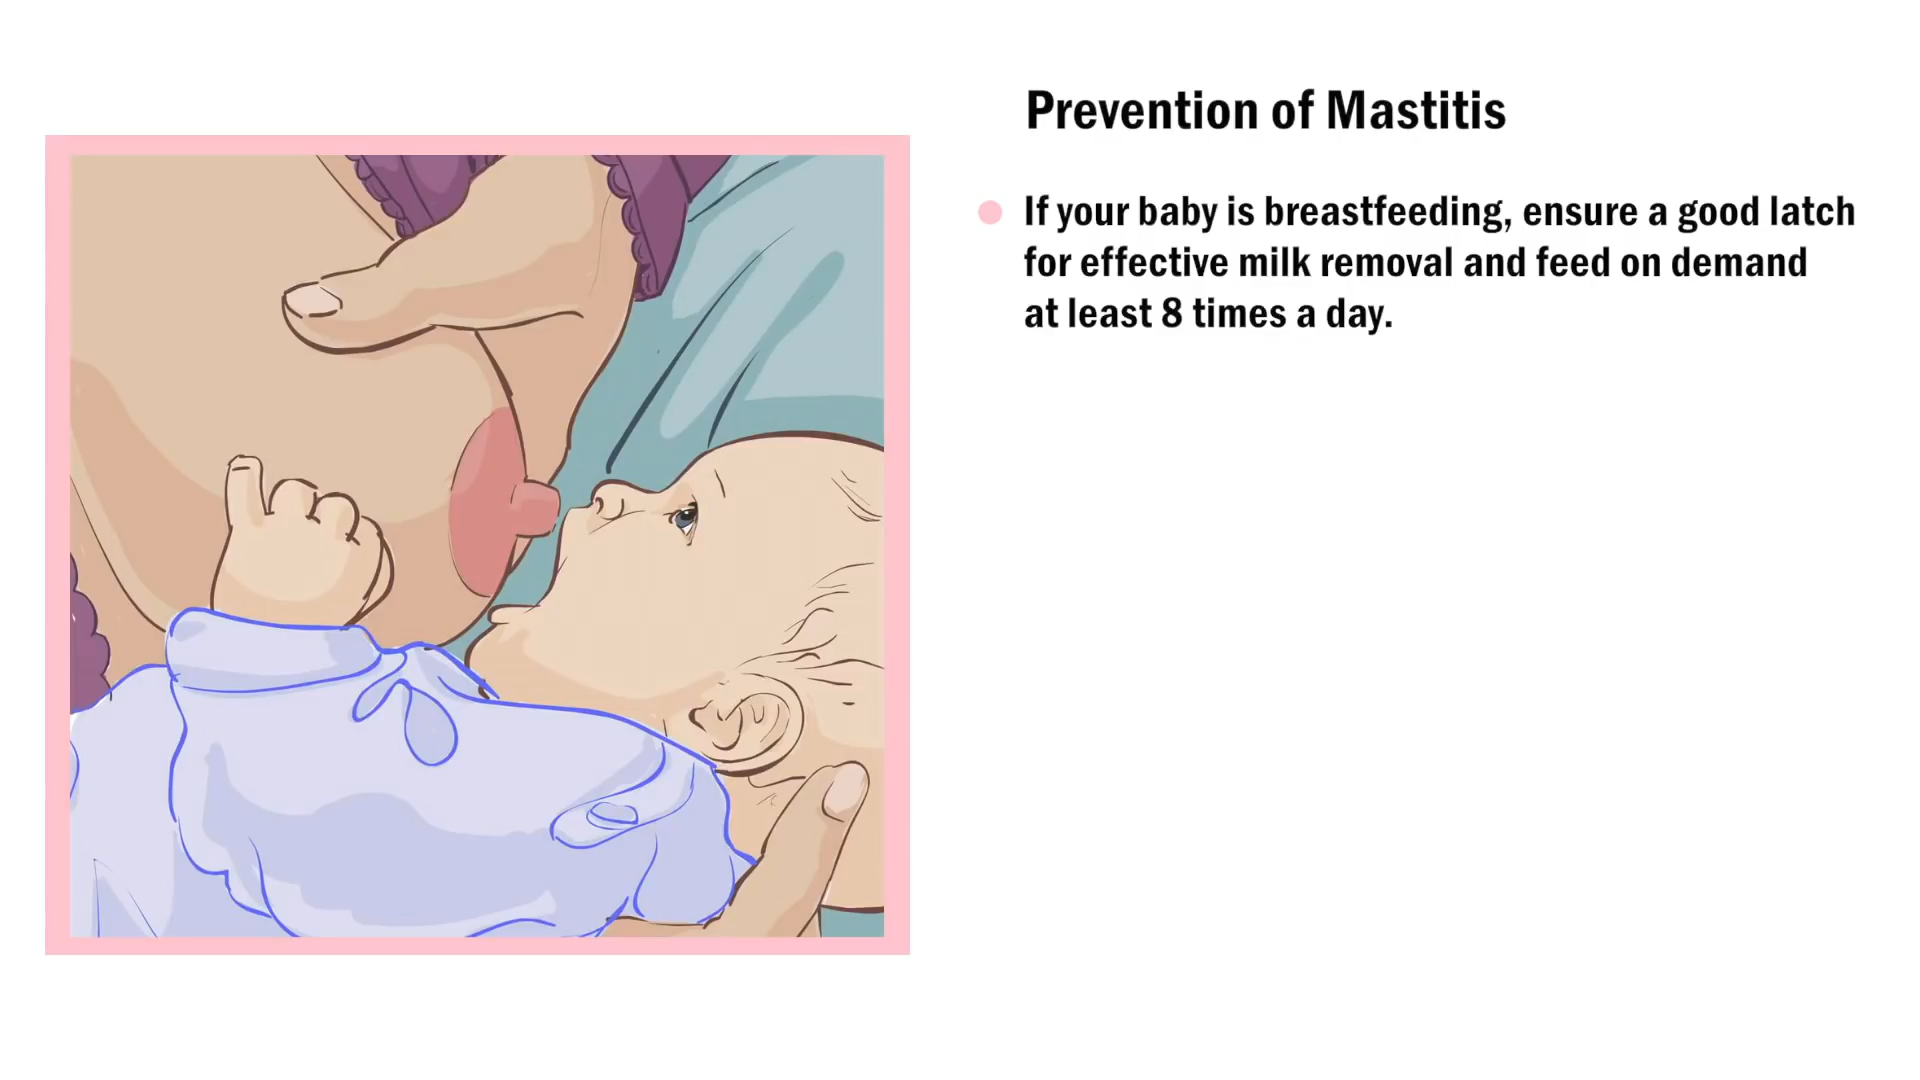 Prevention of Mastitis
If your baby is breastfeeding, ensure a good latch
for effective milk removal and feed on demand
at least 8 times a day.